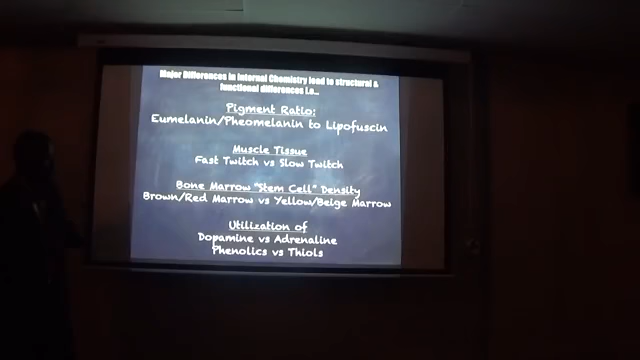 Major Differences in Internal Chemistry lead to structural &
functional differences i.e...
Pigment Ratio:
Eumelanin/Pheomelanin to Lipofuscin
Muscle Tissue
Fast Twitch vs Slow Twitch
Bone Marrow "Stem Cell" Density
Brown/Red Marrow vs Yellow/Beige Marrow
Utilization of
Dopamine vs Adrenaline
Phenolics vs Thiols